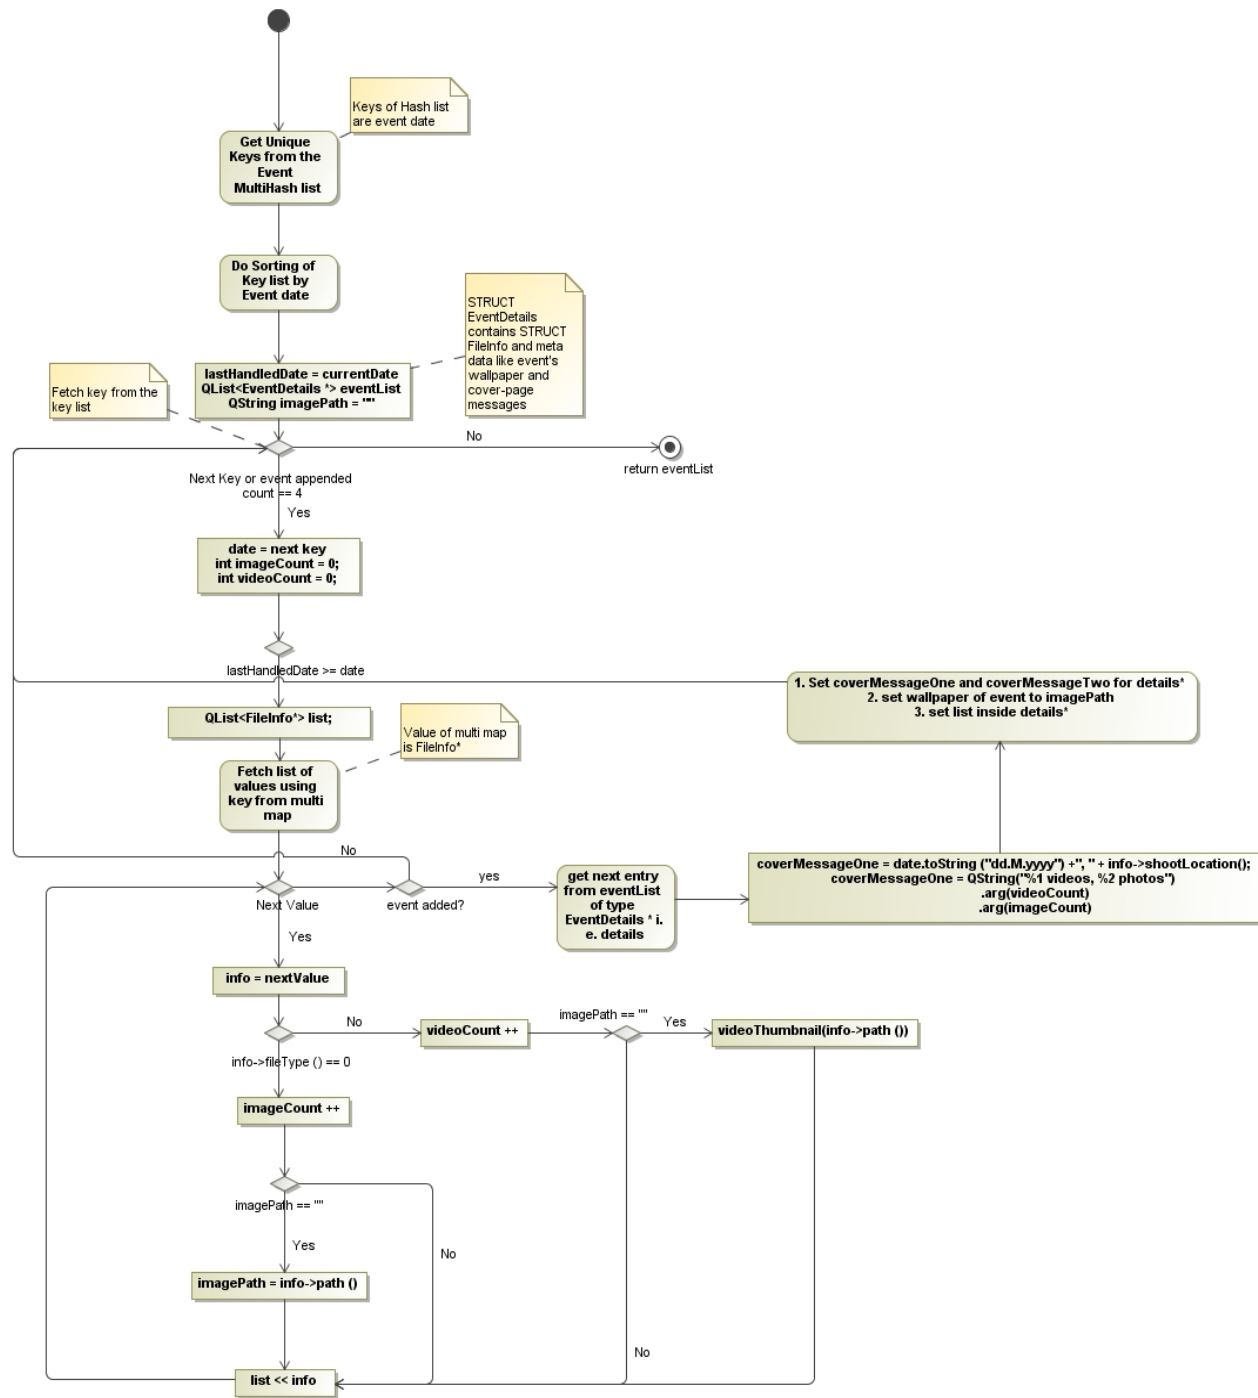 Keys of Hash list
are event date
Get Unique
Keys from the
Event
MultiHash list
Do Sorting of
Key list by
Event date
STRUCT
EventDetails
contains STRUCT
FileInfo and meta
data like event's
wallpaper and
cover-page
messages
lastHandledDate = currentDate
QList<EventDetails *> eventList
QString imagePath = ""
Fetch key from the
key list
No
return eventList
Next Key or event appended
count == 4
Yes
date = next key
int imageCount = 0;
int videoCount = 0;
lastHandledDate >= date
1. Set coverMessageOne and coverMessageTwo for details*
2. set wallpaper of event to imagePath
3. set list inside details*
QList<FileInfo*> list;
Value of multi map
is FileInfo*
Fetch list of
values using
key from multi
map
No
Next Value
event added?
yes
get next entry
from eventList
of type
EventDetails * i.
e. details
coverMessageOne = date.toString ("dd.M.yyyy") +", " + info->shootLocation();
coverMessageOne = QString("%1 videos, %2 photos")
.arg(videoCount)
.arg(imageCount)
Yes
info = nextValue
No
videoCount ++
imagePath == ""
Yes
videoThumbnail(info->path ())
info->fileType () == 0
imageCount ++
imagePath == ""
Yes
No
imagePath = info->path ()
No
list << info